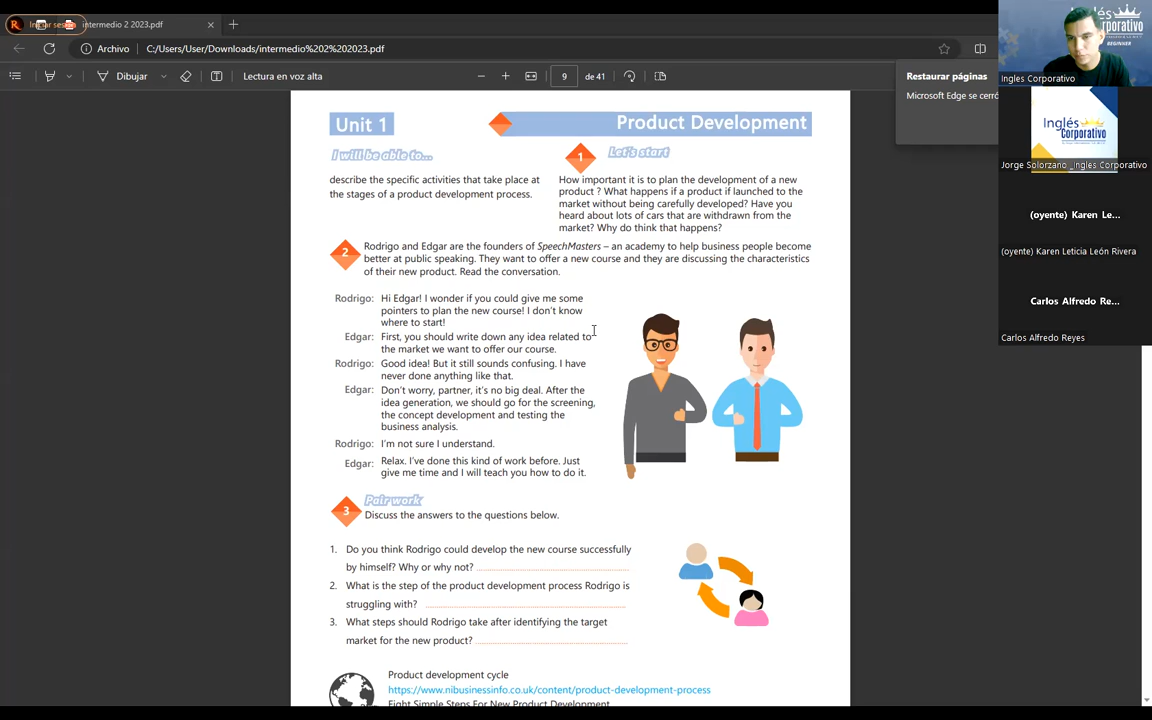 Iniciar sesión
intermedio 2 2023.pdf
Archivo
C:/Users/User/Downloads/intermedio%202%202023.pdf
Dibujar
Lectura en voz alta
9
de 41
Restaurar páginas
Microsoft Edge se cerró
Unit 1
Product Development
I will be able to...
describe the specific activities that take place at
the stages of a product development process.
1
Let's start
How important it is to plan the development of a new
product ? What happens if a product if launched to the
market without being carefully developed? Have you
heard about lots of cars that are withdrawn from the
market? Why do think that happens?
2
Rodrigo and Edgar are the founders of SpeechMasters – an academy to help business people become
better at public speaking. They want to offer a new course and they are discussing the characteristics
of their new product. Read the conversation.
Rodrigo: Hi Edgar! I wonder if you could give me some
pointers to plan the new course! I don't know
where to start!
Edgar: First, you should write down any idea related to
the market we want to offer our course.
Rodrigo: Good idea! But it still sounds confusing. I have
never done anything like that.
Edgar: Don't worry, partner, it's no big deal. After the
idea generation, we should go for the screening,
the concept development and testing the
business analysis.
Rodrigo: I'm not sure I understand.
Edgar: Relax. I've done this kind of work before. Just
give me time and I will teach you how to do it.
3
Pair work
Discuss the answers to the questions below.
1. Do you think Rodrigo could develop the new course successfully
by himself? Why or why not?
2. What is the step of the product development process Rodrigo is
struggling with?
3. What steps should Rodrigo take after identifying the target
market for the new product?
Product development cycle
https://www.nibusinessinfo.co.uk/content/product-development-process
Eight Simple Steps For New Product Development
Inglés
Corporativo
BEGINNER
Ingles Corporativo
Inglés
Corporativo
Jorge Solorzano _Ingles Corporativo
(oyente) Karen Le...
(oyente) Karen Leticia León Rivera
Carlos Alfredo Re...
Carlos Alfredo Reyes